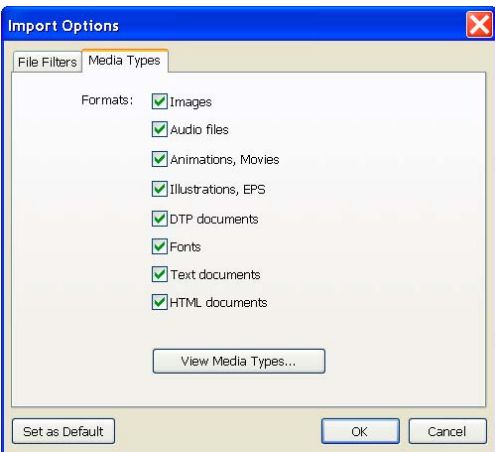 Import Options
File Filters Media Types
Formats: Images
Audio files
Animations, Movies
Illustrations, EPS
DTP documents
Fonts
Text documents
HTML documents
View Media Types...
Set as Default OK Cancel